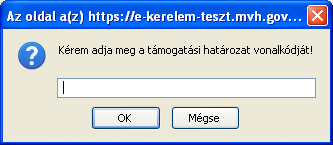 Az oldal a(z) https://e-kerelem-teszt.mvh.gov...
Kérem adja meg a támogatási határozat vonalkódját!
OK
Mégse